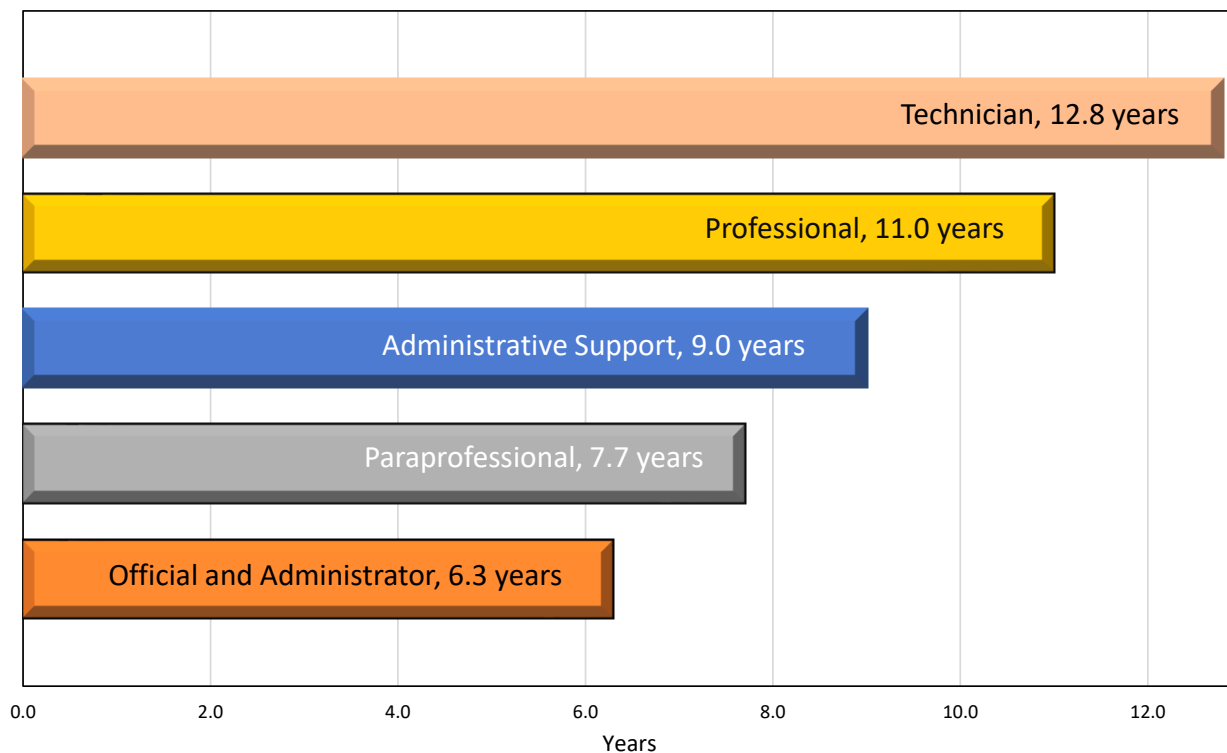 Technician, 12.8 years
Professional, 11.0 years
Administrative Support, 9.0 years
Paraprofessional, 7.7 years
Official and Administrator, 6.3 years
0.0 2.0 4.0 6.0 8.0 10.0 12.0
Years